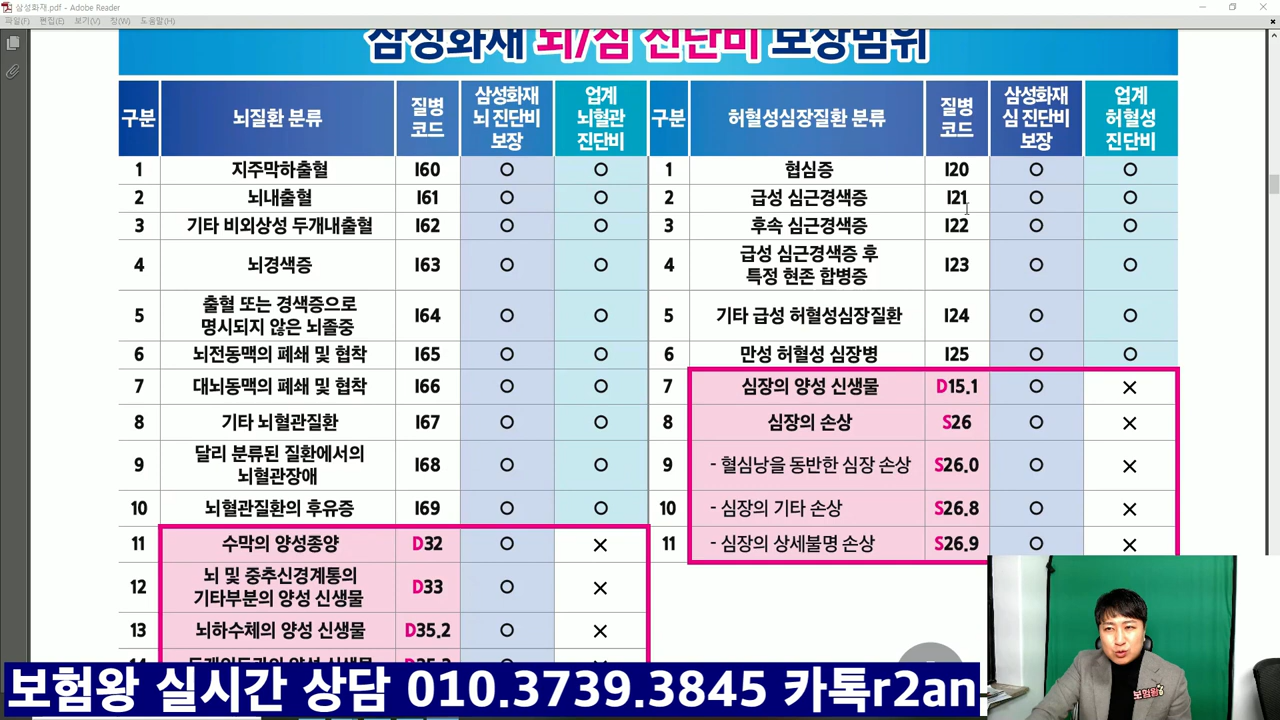 삼성화재.pdf - Adobe Reader
파일(F) 편집(E) 보기(V) 창(W) 도움말(H)
삼성화재 뇌/심 진단비 보장범위
구분 뇌질환 분류 질병 코드 삼성화재 뇌 진단비 보장 업계 뇌혈관 진단비 구분 허혈성심장질환 분류 질병 코드 삼성화재 심 진단비 보장 업계 허혈성 진단비
1 지주막하출혈 I60 O O 1 협심증 I20 O O
2 뇌내출혈 I61 O O 2 급성 심근경색증 I21 O O
3 기타 비외상성 두개내출혈 I62 O O 3 후속 심근경색증 I22 O O
4 뇌경색증 I63 O O 4 급성 심근경색증 후 특정 현존 합병증 I23 O O
5 출혈 또는 경색증으로 명시되지 않은 뇌졸중 I64 O O 5 기타 급성 허혈성심장질환 I24 O O
6 뇌전동맥의 폐쇄 및 협착 I65 O O 6 만성 허혈성 심장병 I25 O O
7 대뇌동맥의 폐쇄 및 협착 I66 O O 7 심장의 양성 신생물 D15.1 O X
8 기타 뇌혈관질환 I67 O O 8 심장의 손상 S26 O X
9 달리 분류된 질환에서의 뇌혈관장애 I68 O O 9 - 혈심낭을 동반한 심장 손상 S26.0 O X
10 뇌혈관질환의 후유증 I69 O O 10 - 심장의 기타 손상 S26.8 O X
11 수막의 양성종양 D32 O X 11 - 심장의 상세불명 손상 S26.9 O X
12 뇌 및 중추신경계통의 기타부분의 양성 신생물 D33 O X
13 뇌하수체의 양성 신생물 D35.2 O X
보험왕 실시간 상담 010.3739.3845 카톡r2an
보험왕